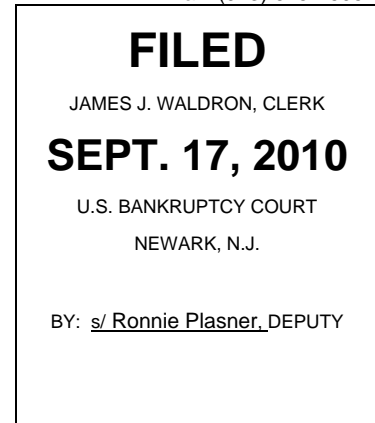 FILED
JAMES J. WALDRON, CLERK
SEPT. 17, 2010
U.S. BANKRUPTCY COURT
NEWARK, N.J.
BY: s/ Ronnie Plasner, DEPUTY